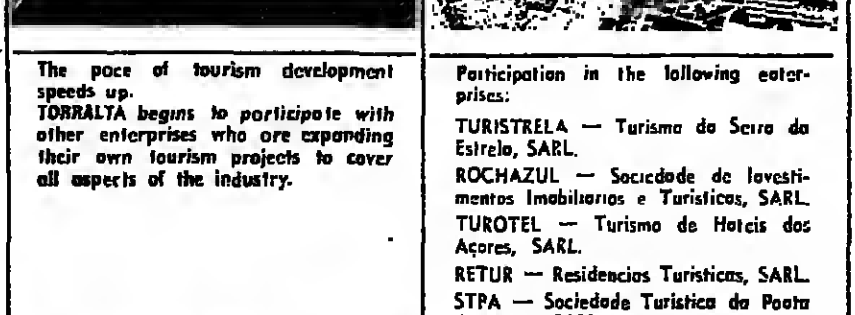 The pace of tourism development
speeds up.
TORRALTA begins to participate with
other enterprises who are expanding
their own tourism projects to cover
all aspects of the industry.
Participation in the following enter-
prises:
TURISTRELA — Turismo da Serra da
Estrela, SARL.
ROCHAZUL — Sociedade de Investi-
mentos Imobiliarios e Turisticos, SARL.
TUROTEL — Turismo de Hoteis dos
Açores, SARL.
RETUR — Residencias Turisticas, SARL.
STPA — Sociedade Turistica da Ponta